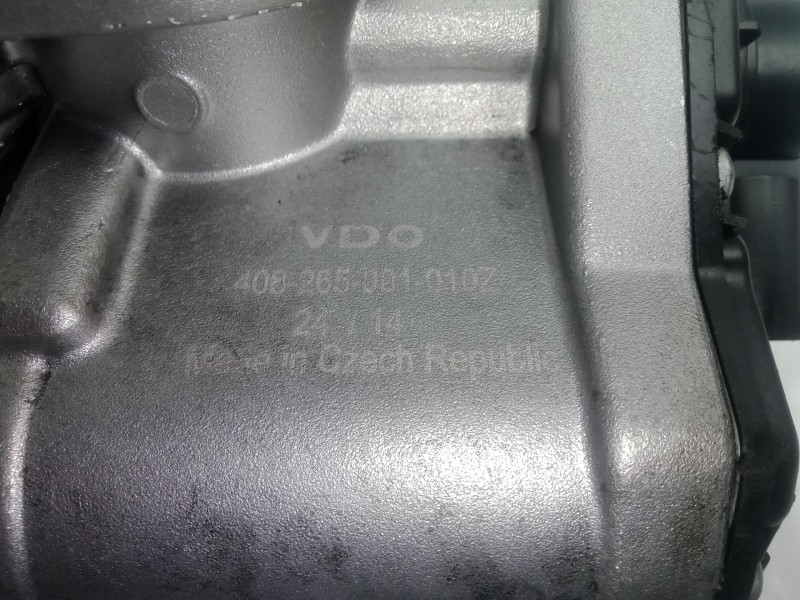 VDO
408-265-001-010Z
24 / 14
Made in Czech Republic